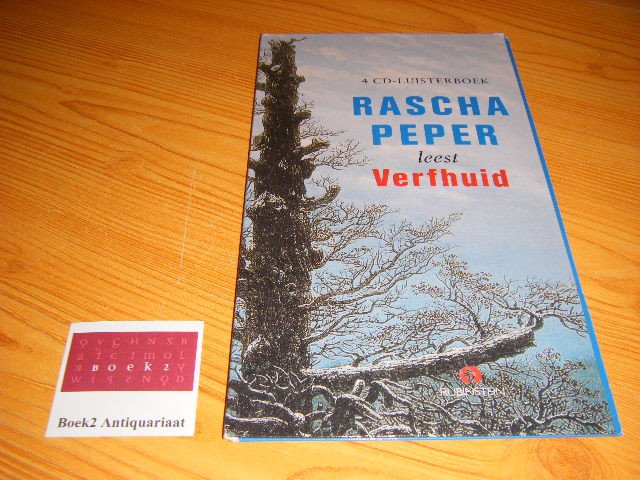 4 CD-LUISTERBOEK
RASCHA
PEPER
leest
Verfhuid
RUBINSTEIN
BOEK2
Boek2 Antiquariaat